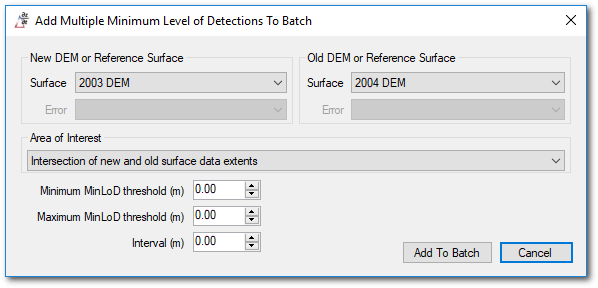 Add Multiple Minimum Level of Detections To Batch
New DEM or Reference Surface
Surface 2003 DEM
Error
Old DEM or Reference Surface
Surface 2004 DEM
Error
Area of Interest
Intersection of new and old surface data extents
Minimum MinLoD threshold (m) 0.00
Maximum MinLoD threshold (m) 0.00
Interval (m) 0.00
Add To Batch Cancel